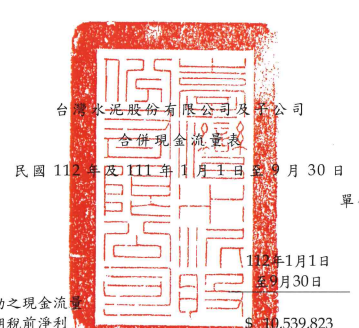 台灣水泥股份有限公司及子公司
合併現金流量表
民國 112 年及 111 年 1 月 1 日至 9 月 30 日
單
112年1月1日
至9月30日
之現金流量
稅前淨利 $ 10,539,823